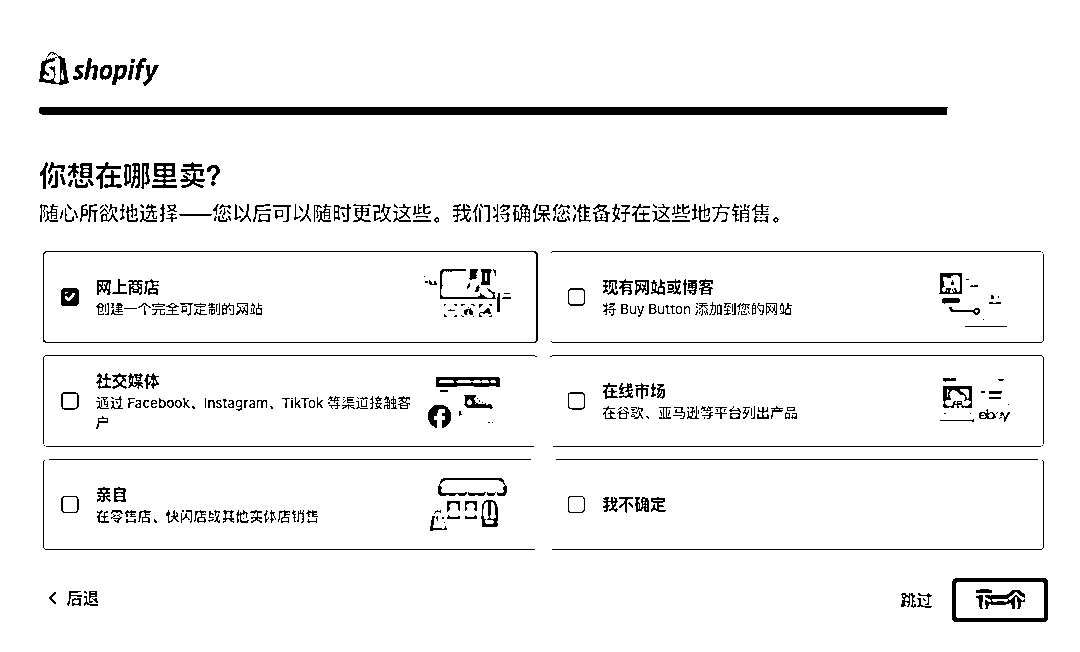 shopify
你想在哪里卖?
随心所欲地选择——您以后可以随时更改这些。我们将确保您准备好在这些地方销售。
网上商店
创建一个完全可定制的网站
现有网站或博客
将 Buy Button 添加到您的网站
社交媒体
通过 Facebook、Instagram、TikTok 等渠道接触客
户
在线市场
在谷歌、亚马逊等平台列出产品
ebay
亲自
在零售店、快闪店或其他实体店销售
我不确定
后退
跳过
下一个